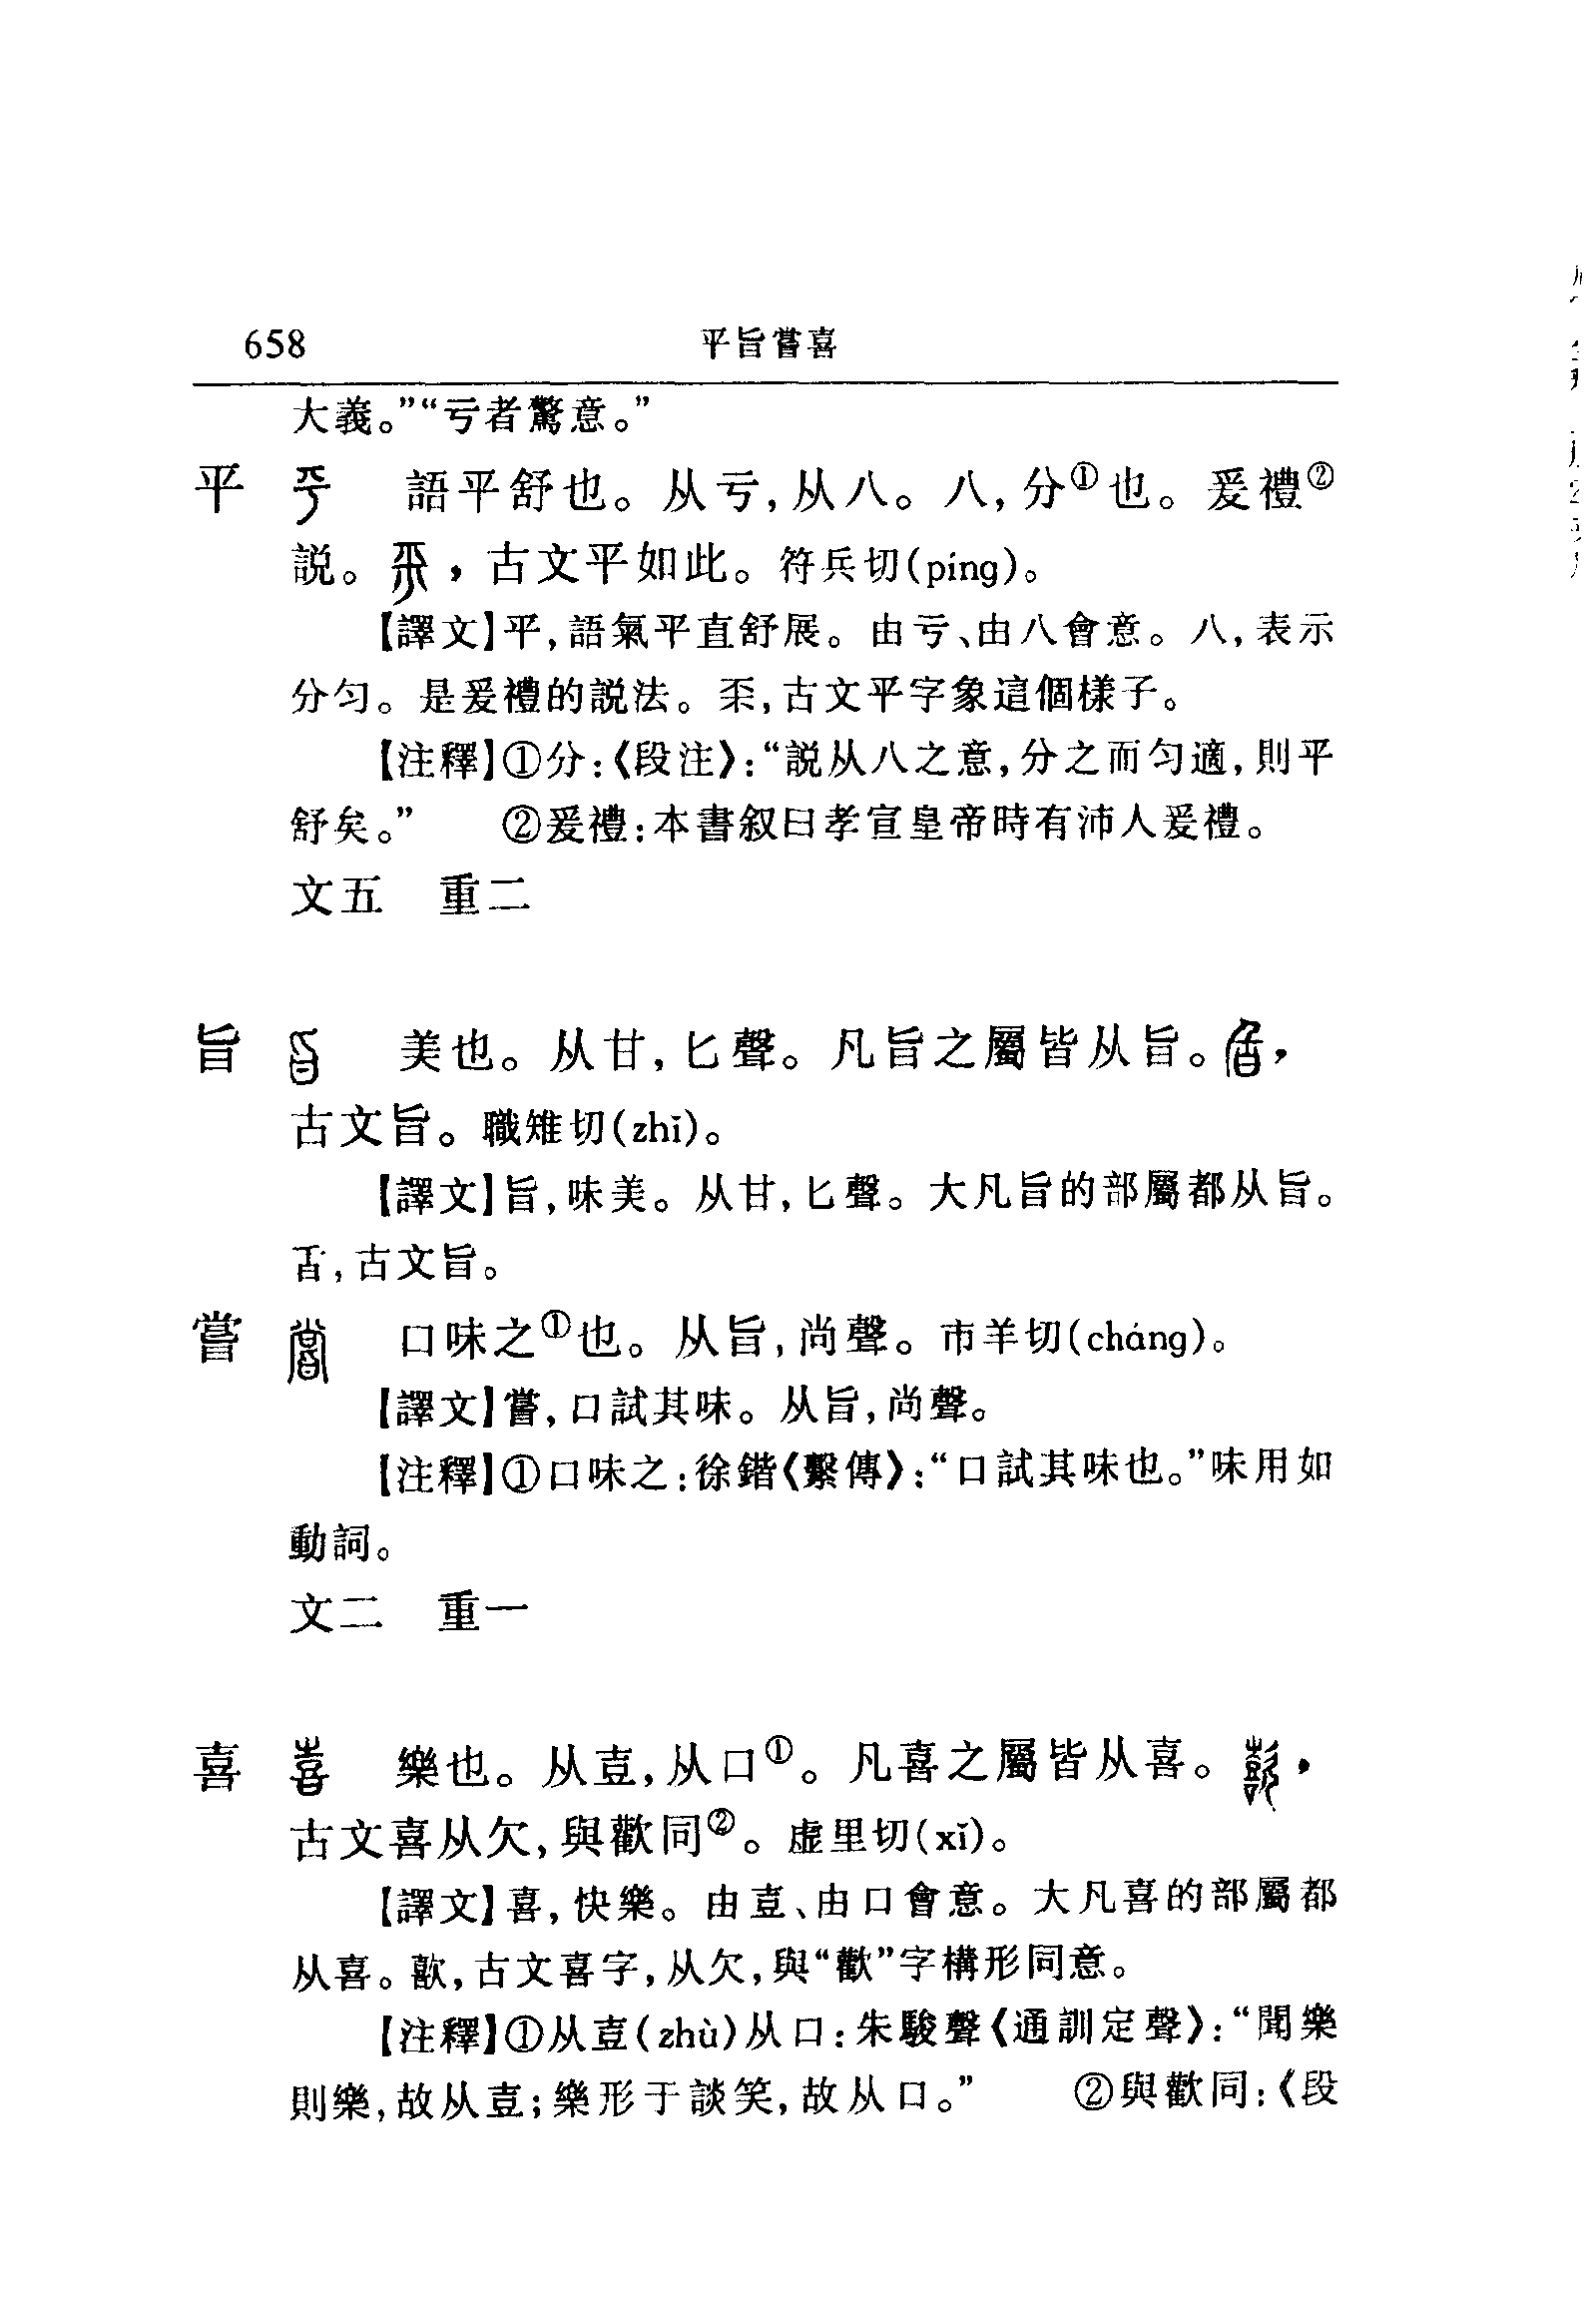 658 平旨嘗喜
大義。”“亏者驚意。”
平 語平舒也。从亏,从八。八,分①也。爰禮②
説。，古文平如此。符兵切(píng)。
【譯文】平,語氣平直舒展。由亏、由八會意。八,表示
分匀。是爰禮的説法。𠀘,古文平字象這個樣子。
【注釋】①分:《段注》:“説从八之意,分之而匀適,則平
舒矣。” ②爰禮:本書叙曰孝宣皇帝時有沛人爰禮。
文五 重二
旨 美也。从甘,匕聲。凡旨之屬皆从旨。，
古文旨。職雉切(zhǐ)。
【譯文】旨,味美。从甘,匕聲。大凡旨的部屬都从旨。
,古文旨。
嘗 口味之①也。从旨,尚聲。市羊切(cháng)。
【譯文】嘗,口試其味。从旨,尚聲。
【注釋】①口味之:徐鍇《繫傳》:“口試其味也。”味用如
動詞。
文二 重一
喜 樂也。从壴,从口①。凡喜之屬皆从喜。，
古文喜从欠,與歡同②。虚里切(xǐ)。
【譯文】喜,快樂。由壴、由口會意。大凡喜的部屬都
从喜。歖,古文喜字,从欠,與“歡”字構形同意。
【注釋】①从壴(zhù)从口:朱駿聲《通訓定聲》:“聞樂
則樂,故从壴;樂形于談笑,故从口。” ②與歡同:《段